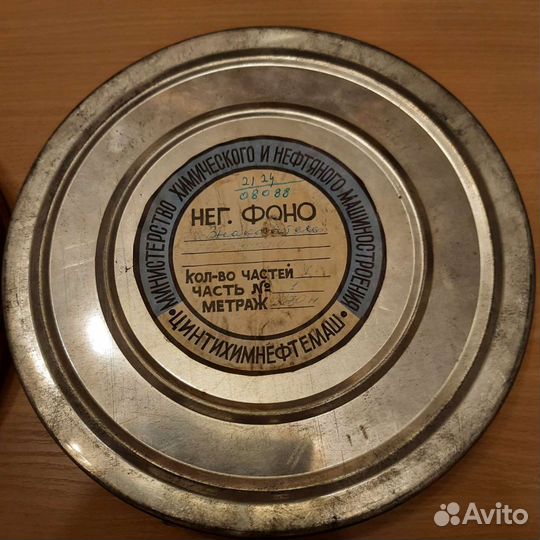 МИНИСТЕРСТВО ХИМИЧЕСКОГО И НЕФТЯНОГО МАШИНОСТРОЕНИЯ
21 24
08088
НЕГ. ФОНО
КОЛ-ВО ЧАСТЕЙ
ЧАСТЬ №
МЕТРАЖ
• ЦИНТИХИМНЕФТЕМАШ •
Avito